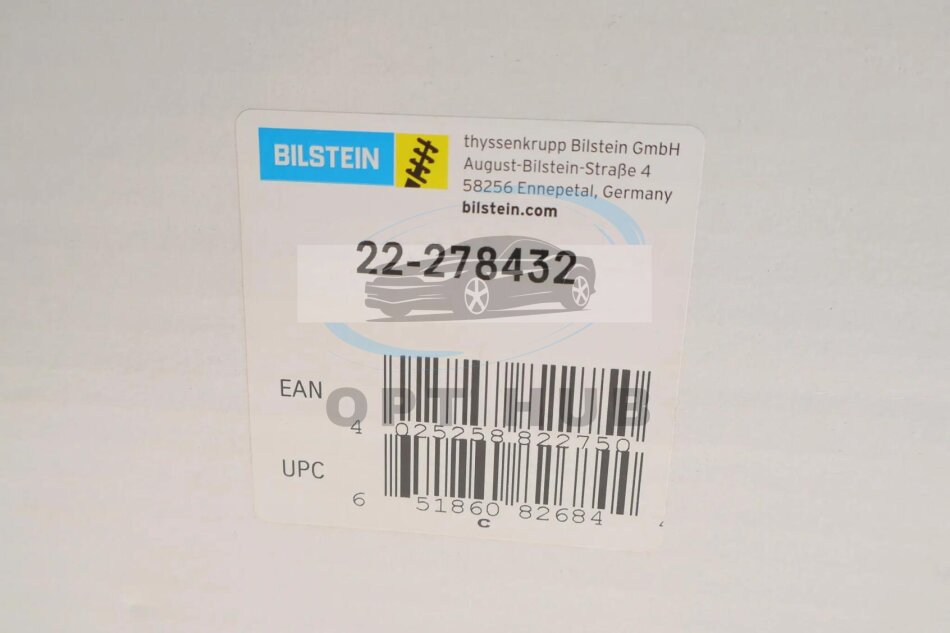 BILSTEIN
thyssenkrupp Bilstein GmbH
August-Bilstein-Straße 4
58256 Ennepetal, Germany
bilstein.com
22-278432
EAN
OPT HUB
4 025258 822750
UPC
6 51860 82684 4
C